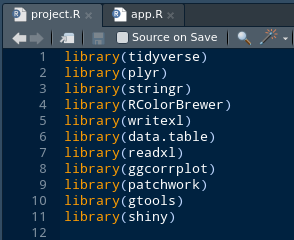 project.R × app.R ×
Source on Save
1 library(tidyverse)
2 library(plyr)
3 library(stringr)
4 library(RColorBrewer)
5 library(writexl)
6 library(data.table)
7 library(readxl)
8 library(ggcorrplot)
9 library(patchwork)
10 library(gtools)
11 library(shiny)
12